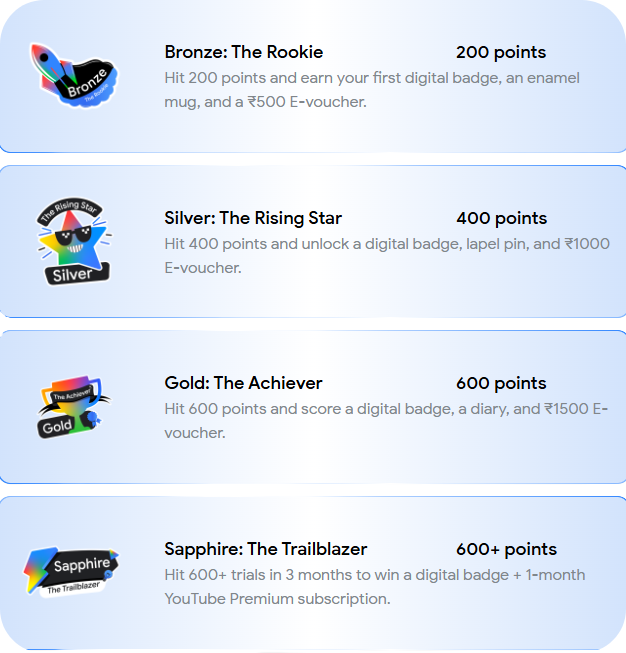 Bronze: The Rookie 200 points
Hit 200 points and earn your first digital badge, an enamel
mug, and a ₹500 E-voucher.
Bronze
The Rookie
Silver: The Rising Star 400 points
Hit 400 points and unlock a digital badge, lapel pin, and ₹1000
E-voucher.
The Rising Star
Silver
Gold: The Achiever 600 points
Hit 600 points and score a digital badge, a diary, and ₹1500 E-
voucher.
The Achiever
Gold
Sapphire: The Trailblazer 600+ points
Hit 600+ trials in 3 months to win a digital badge + 1-month
YouTube Premium subscription.
Sapphire
The Trailblazer